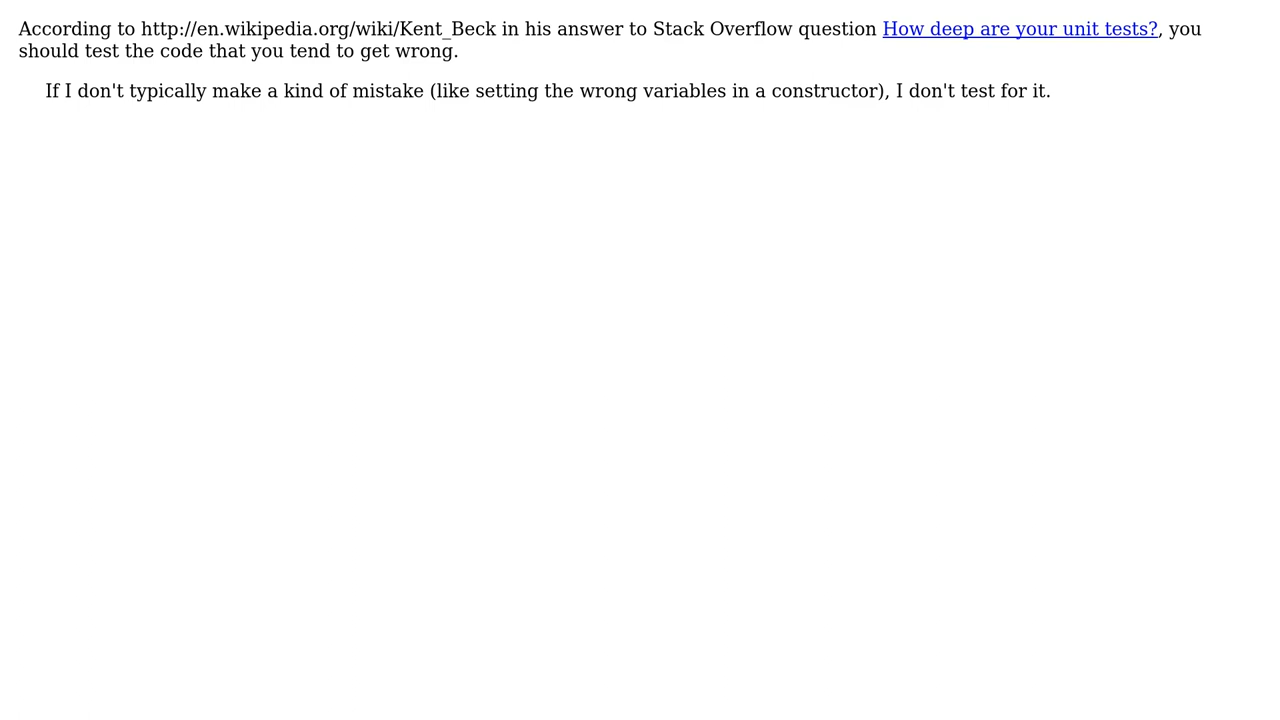 According to http://en.wikipedia.org/wiki/Kent_Beck in his answer to Stack Overflow question How deep are your unit tests?, you
should test the code that you tend to get wrong.
If I don't typically make a kind of mistake (like setting the wrong variables in a constructor), I don't test for it.